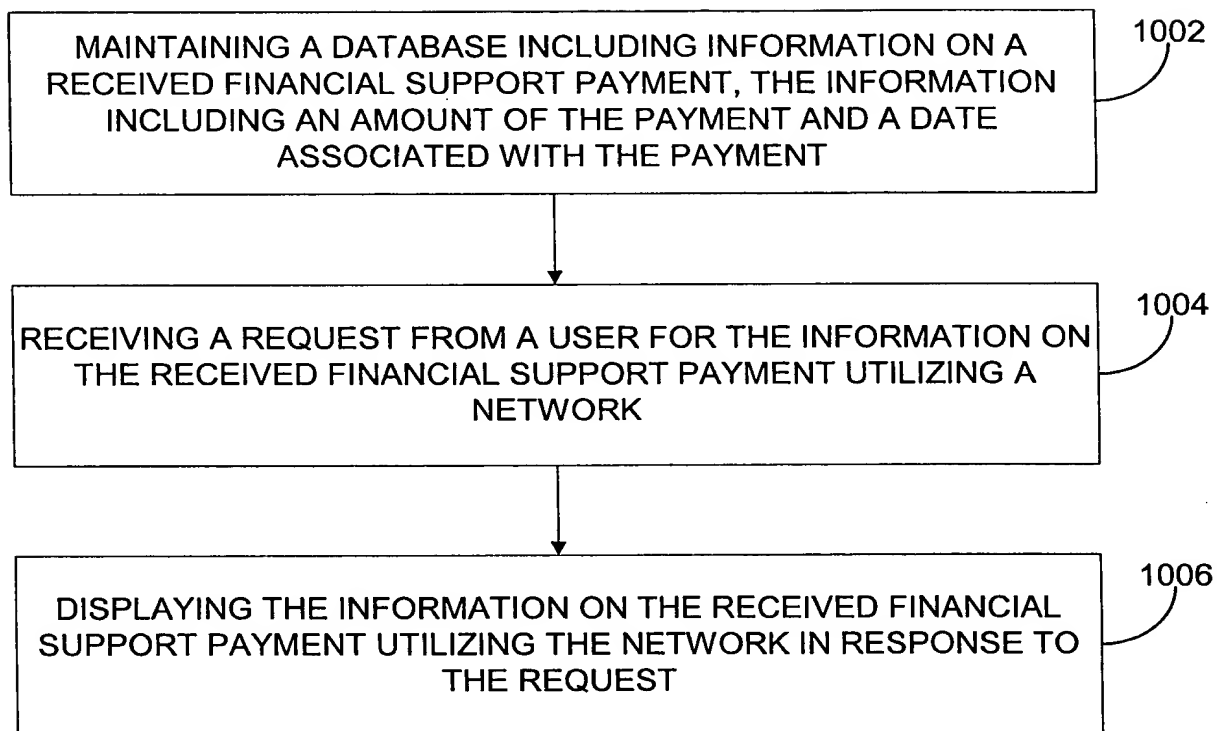 MAINTAINING A DATABASE INCLUDING INFORMATION ON A
RECEIVED FINANCIAL SUPPORT PAYMENT, THE INFORMATION
INCLUDING AN AMOUNT OF THE PAYMENT AND A DATE
ASSOCIATED WITH THE PAYMENT
1002
RECEIVING A REQUEST FROM A USER FOR THE INFORMATION ON
THE RECEIVED FINANCIAL SUPPORT PAYMENT UTILIZING A
NETWORK
1004
DISPLAYING THE INFORMATION ON THE RECEIVED FINANCIAL
SUPPORT PAYMENT UTILIZING THE NETWORK IN RESPONSE TO
THE REQUEST
1006